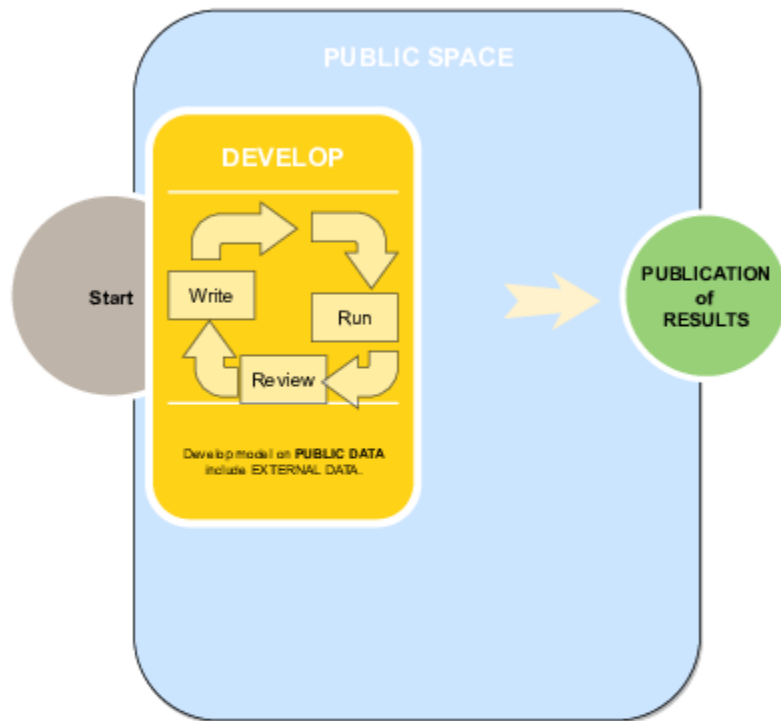 PUBLIC SPACE
DEVELOP
Start
Write
Run
Review
Develop model on PUBLIC DATA
include EXTERNAL DATA.
PUBLICATION
of
RESULTS